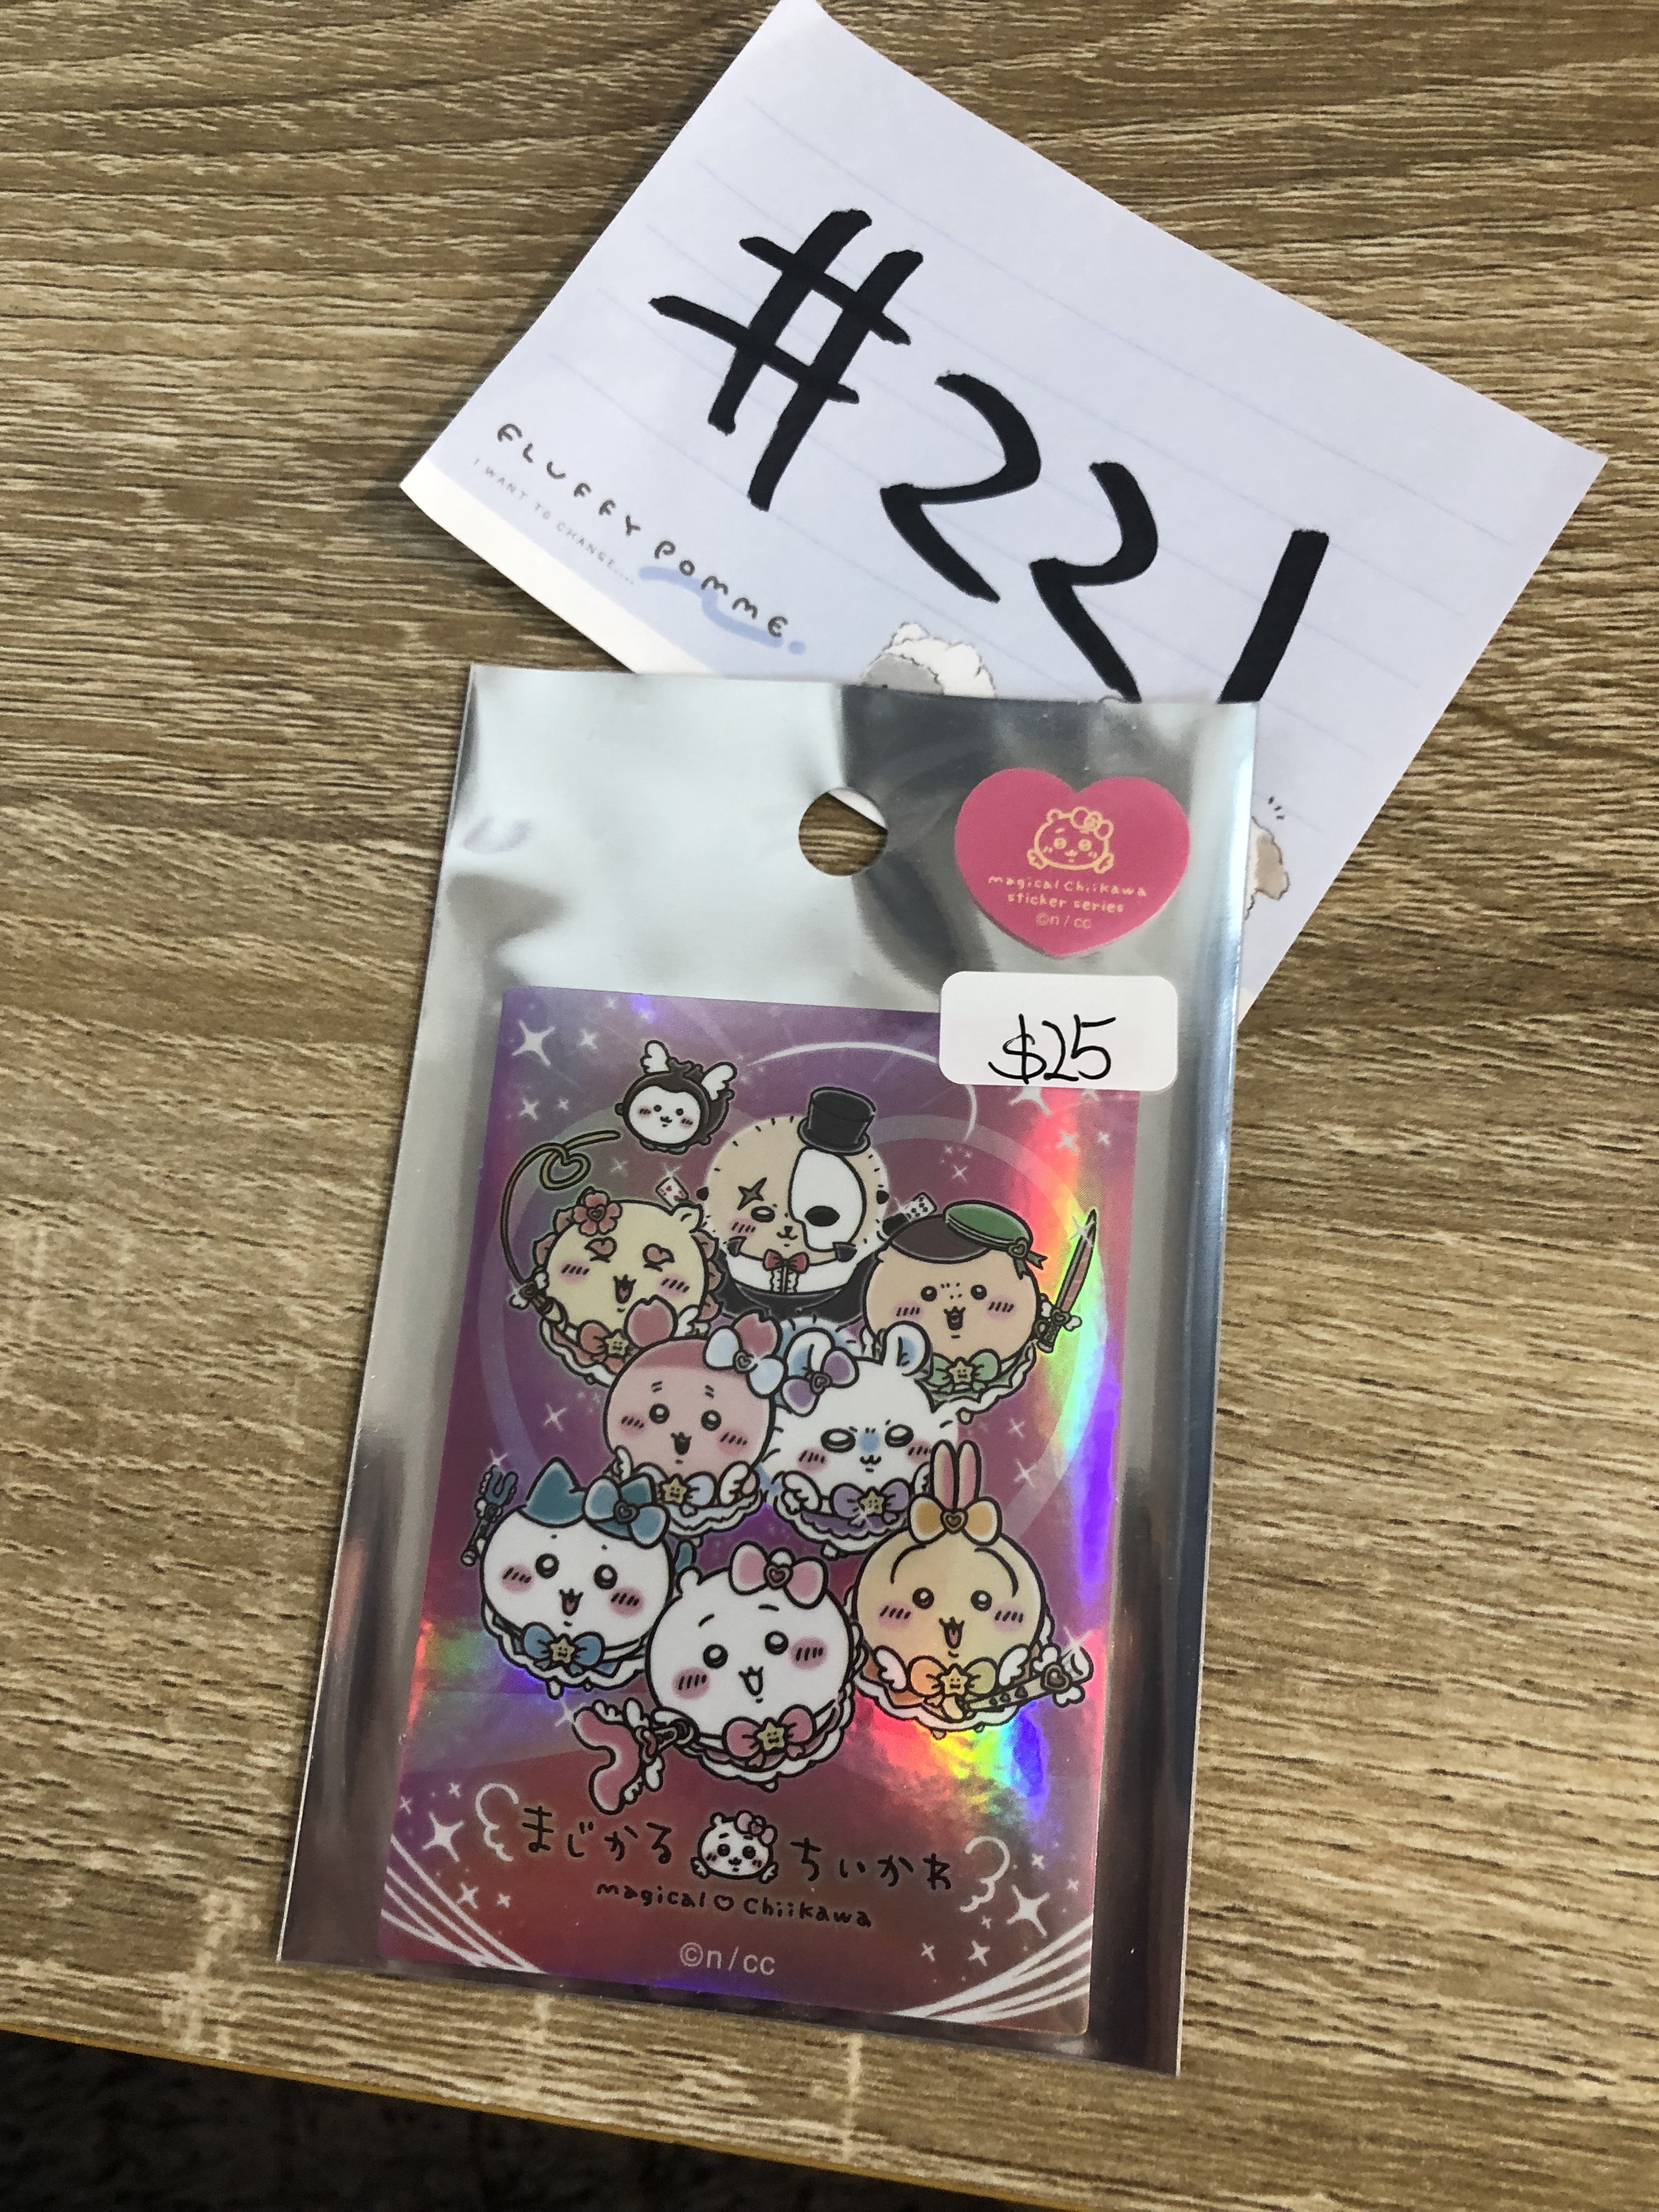 #221
FLUFFY POMME.
I WANT TO CHANGE....
magical Chiikawa
sticker series
©n/cc
$25
まじかる ちいかわ
magical♡Chiikawa
©n/cc